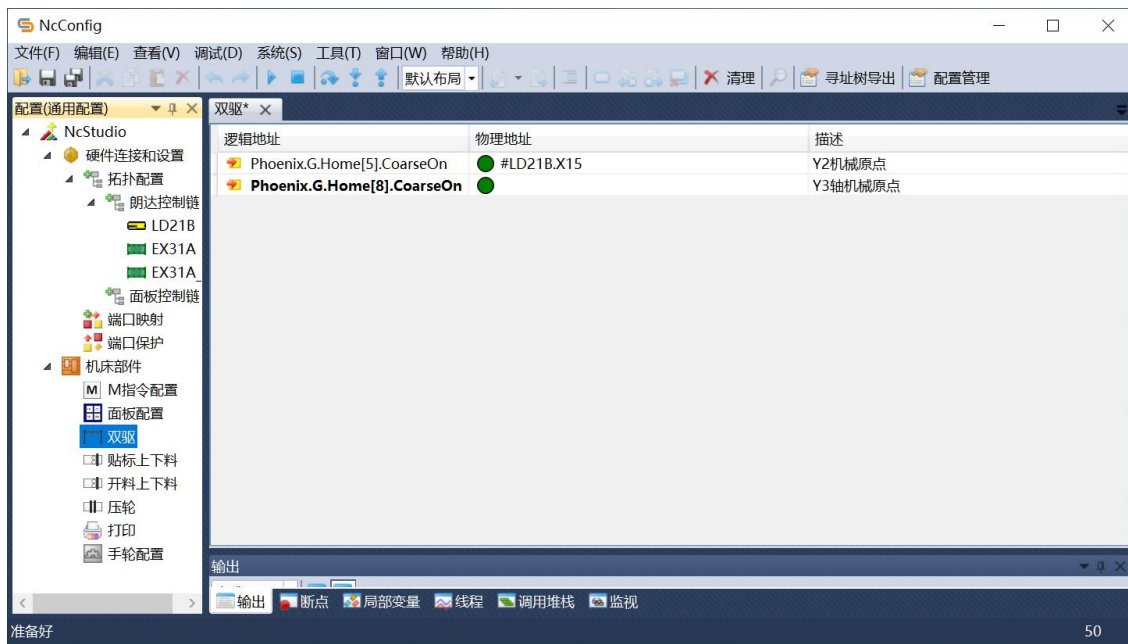 NcConfig
文件(F) 编辑(E) 查看(V) 调试(D) 系统(S) 工具(T) 窗口(W) 帮助(H)
默认布局 清理 寻址树导出 配置管理
配置(通用配置)
双驱*
NcStudio
硬件连接和设置
拓扑配置
朗达控制链
LD21B
EX31A
EX31A_
面板控制链
端口映射
端口保护
机床部件
M指令配置
面板配置
双驱
贴标上下料
开料上下料
压轮
打印
手轮配置
逻辑地址 物理地址 描述
Phoenix.G.Home[5].CoarseOn #LD21B.X15 Y2机械原点
Phoenix.G.Home[8].CoarseOn Y3轴机械原点
输出
输出 断点 局部变量 线程 调用堆栈 监视
准备好 50